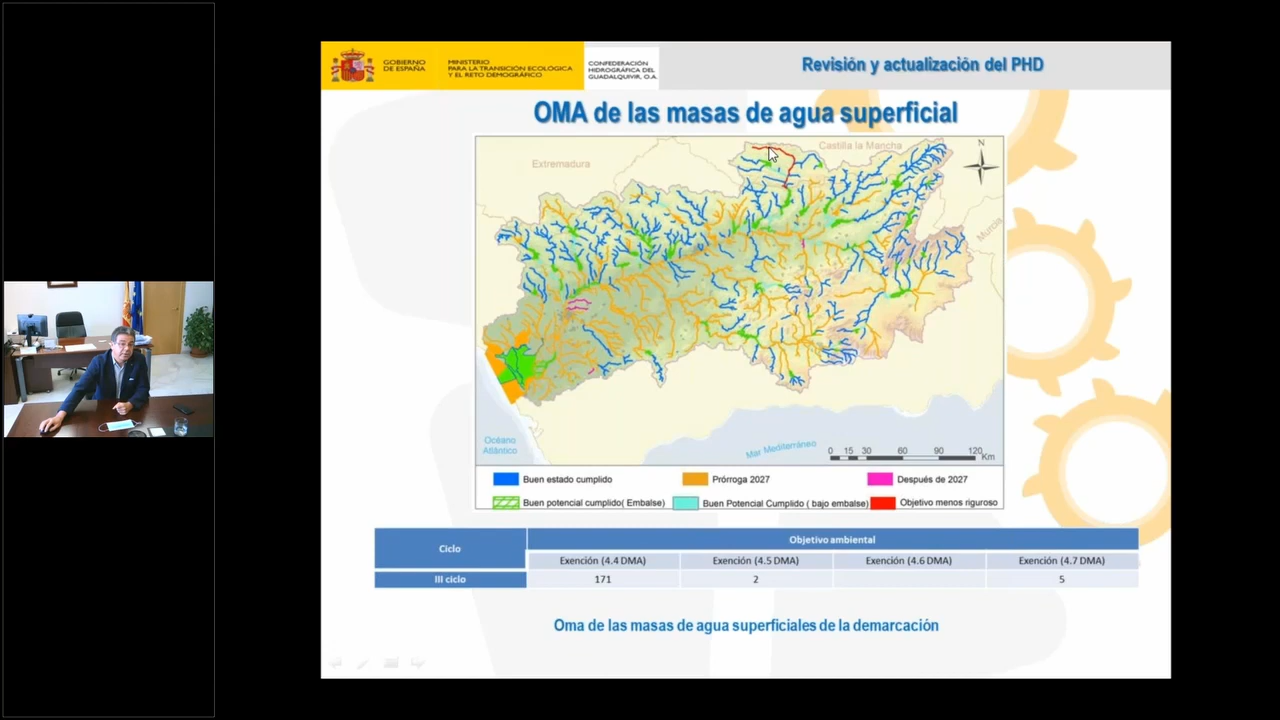 GOBIERNO
DE ESPAÑA
MINISTERIO
PARA LA TRANSICIÓN ECOLÓGICA
Y EL RETO DEMOGRÁFICO
CONFEDERACIÓN
HIDROGRÁFICA DEL
GUADALQUIVIR, O.A.
Revisión y actualización del PHD
OMA de las masas de agua superficial
Extremadura
Castilla la Mancha
N
Murcia
Océano
Atlántico
Mar Mediterráneo
0 15 30 60 90 120
Km
Buen estado cumplido
Prórroga 2027
Después de 2027
Buen potencial cumplido( Embalse)
Buen Potencial Cumplido ( bajo embalse)
Objetivo menos riguroso
Ciclo
Objetivo ambiental
Exención (4.4 DMA)
Exención (4.5 DMA)
Exención (4.6 DMA)
Exención (4.7 DMA)
III ciclo
171
2
5
Oma de las masas de agua superficiales de la demarcación